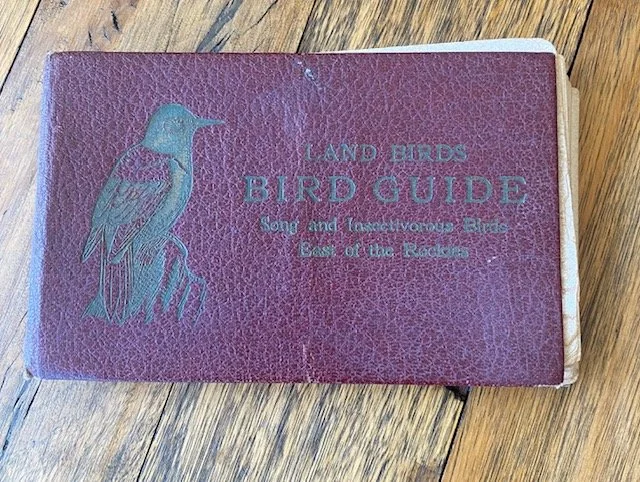 LAND BIRDS
BIRD GUIDE
Song and Insectivorous Birds
East of the Rockies